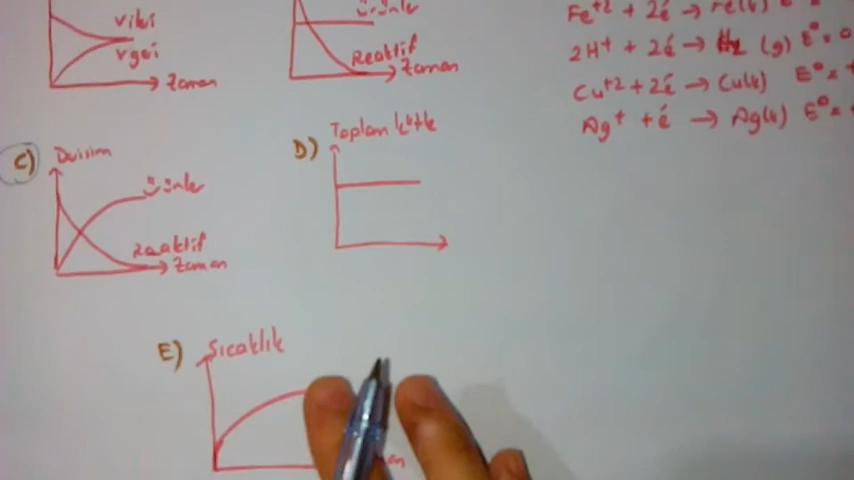 vileri
vgeri
Zaman
Ürünler
Reaktif
Zaman
Fe+2 + 2é → Fe(k) E°
2H+ + 2é → H2 (g) E° = 0
Cu+2 + 2é → Cu(k) E° = +
Ag+ + é → Ag(k) E° = +
C)
Ürünler
Reaktif
Zaman
D) Toplam kütle
E) Sıcaklık